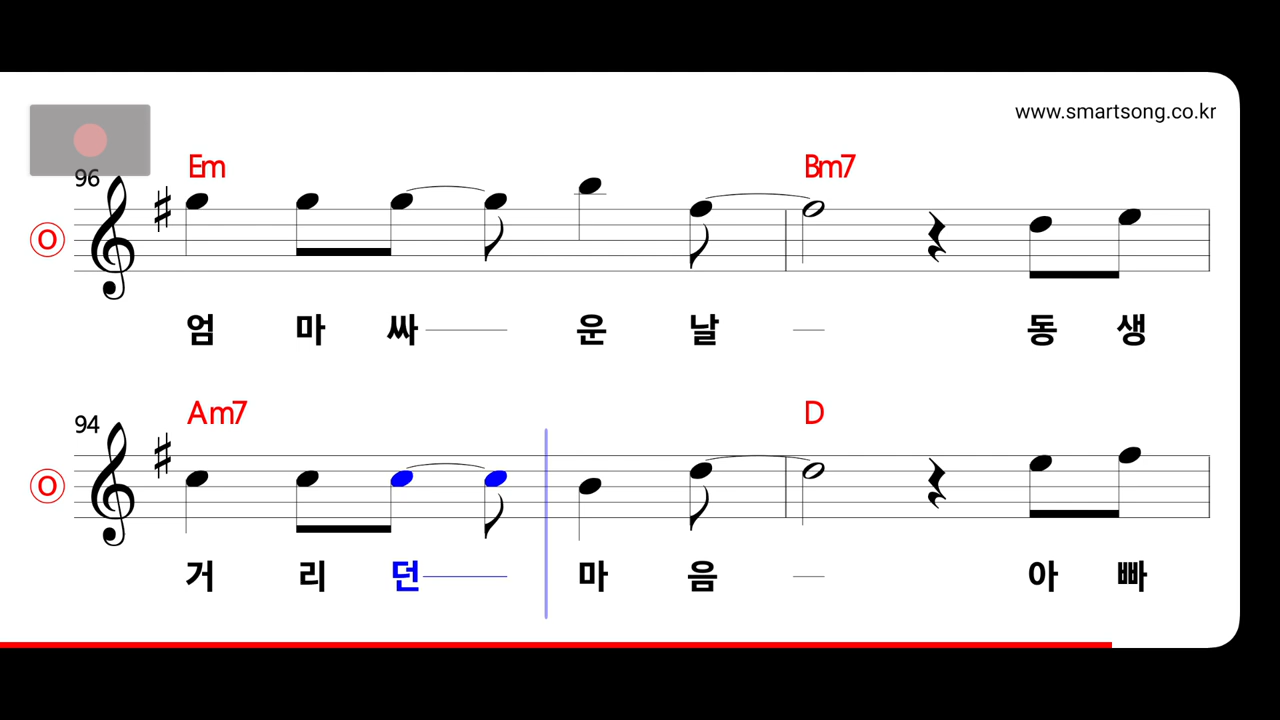 www.smartsong.co.kr
Em Bm7
96
O
엄 마 싸 운 날 동 생
Am7 D
94
O
거 리 던 마 음 아 빠